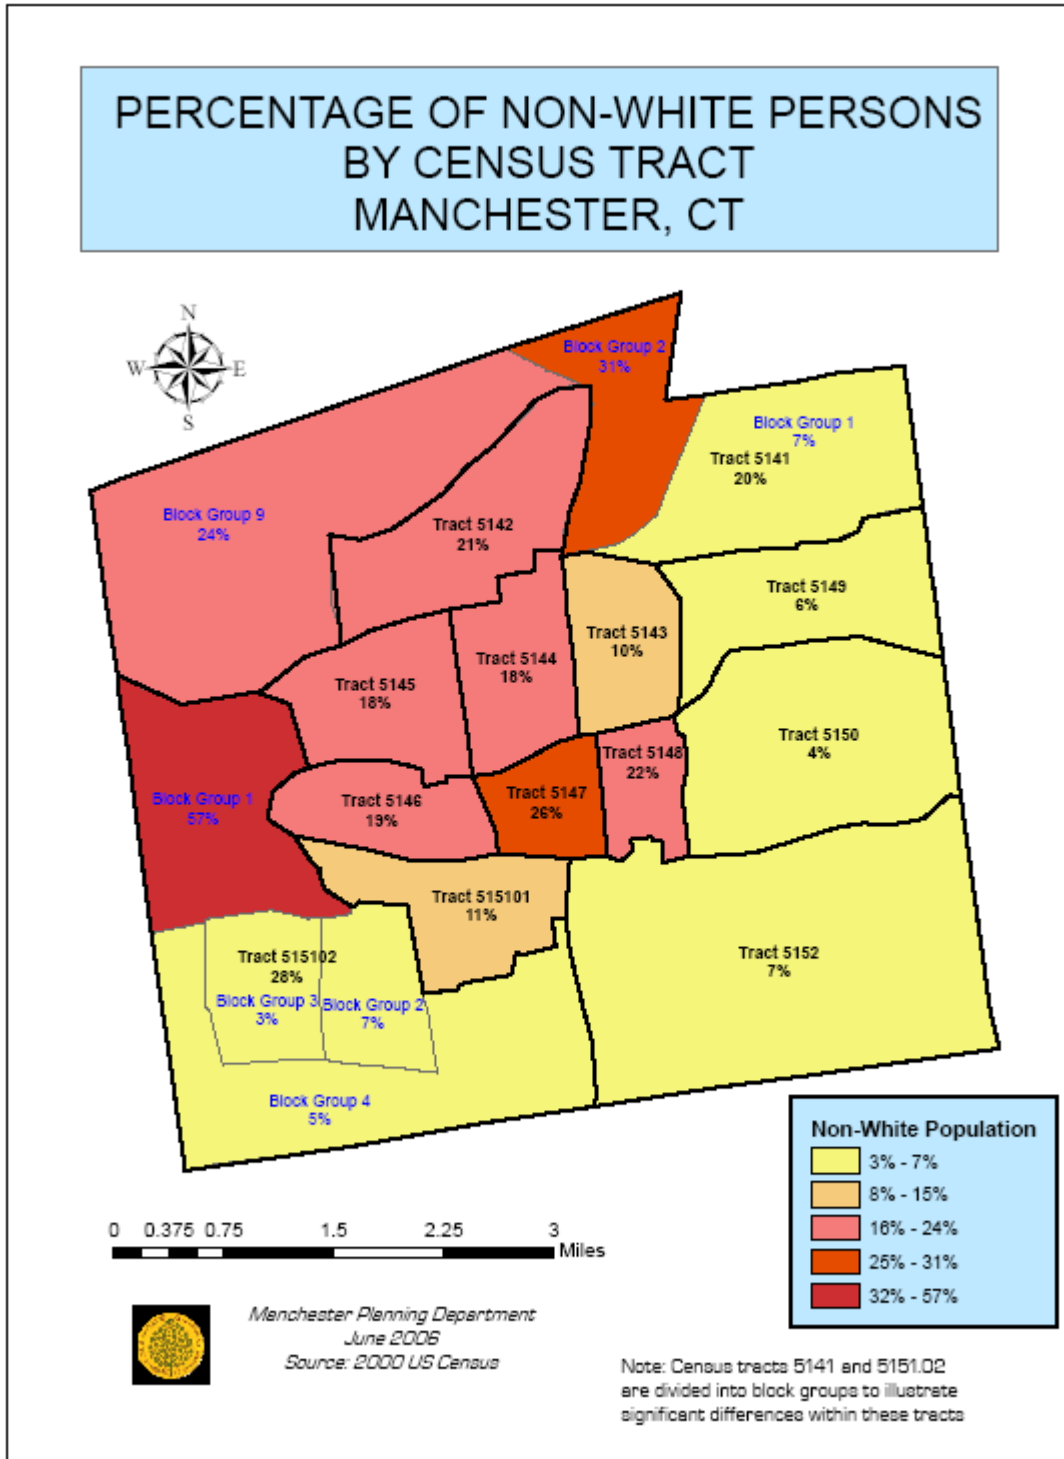 PERCENTAGE OF NON-WHITE PERSONS
BY CENSUS TRACT
MANCHESTER, CT
N
W
E
S
Block Group 2
31%
Block Group 1
7%
Tract 5141
20%
Block Group 9
24%
Tract 5142
21%
Tract 5149
6%
Tract 5143
10%
Tract 5144
18%
Tract 5145
18%
Tract 5150
4%
Tract 5148
22%
Block Group 1
57%
Tract 5146
19%
Tract 5147
26%
Tract 515101
11%
Tract 515102
28%
Block Group 3
3%
Block Group 2
7%
Tract 5152
7%
Block Group 4
5%
Non-White Population
3% - 7%
8% - 15%
16% - 24%
25% - 31%
32% - 57%
0 0.375 0.75 1.5 2.25 3
Miles
Manchester Planning Department
June 2006
Source: 2000 US Census
Note: Census tracts 5141 and 5151.02
are divided into block groups to illustrate
significant differences within these tracts